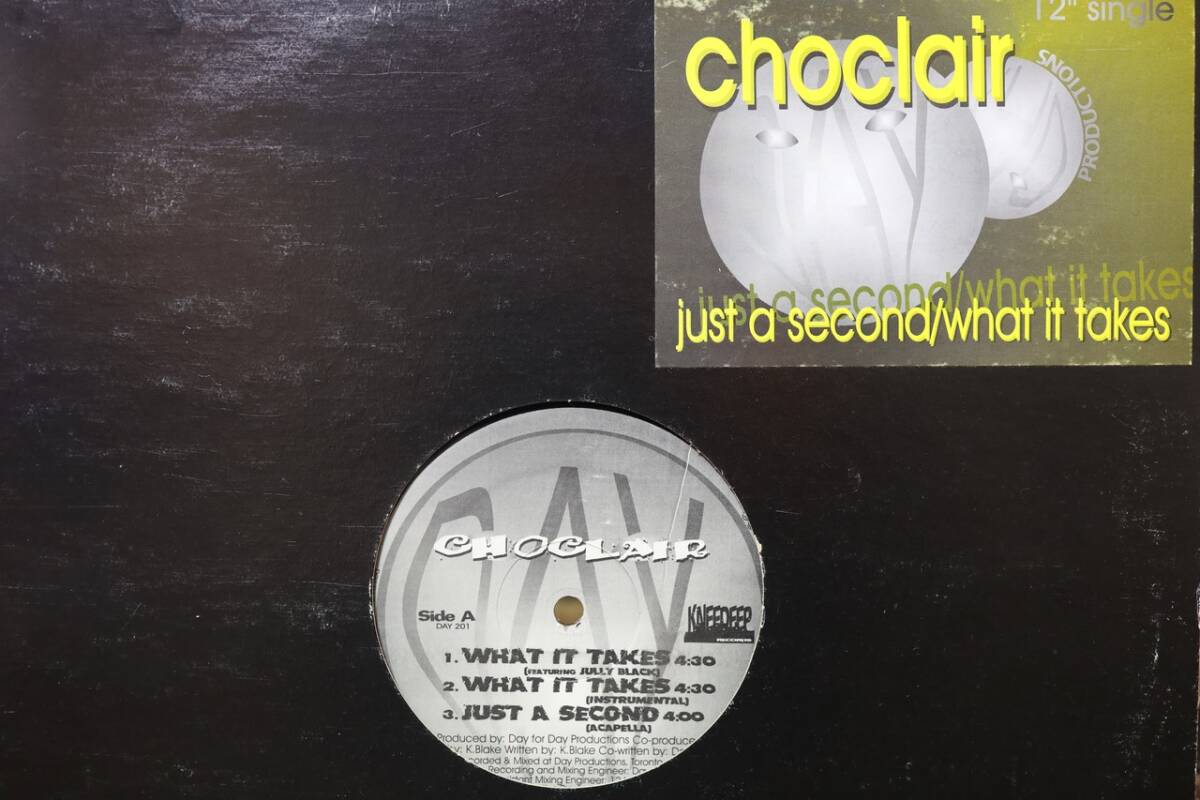 12" single
choclair
PRODUCTIONS
just a second/what it takes
just a second/what it takes
DAY
CHOCLAIR
Side A
DAY 201
KNEEDEEP
RECORDS
1. WHAT IT TAKES 4:30
(FEATURING JULLY BLACK)
2. WHAT IT TAKES 4:30
(INSTRUMENTAL)
3. JUST A SECOND 4:00
(ACAPELLA)
Produced by: Day for Day Productions Co-produce
K.Blake Written by: K.Blake Co-written by:
orded & Mixed at Day Productions, Toronto
Recording and Mixing Engineer:
Mixing Engineer: